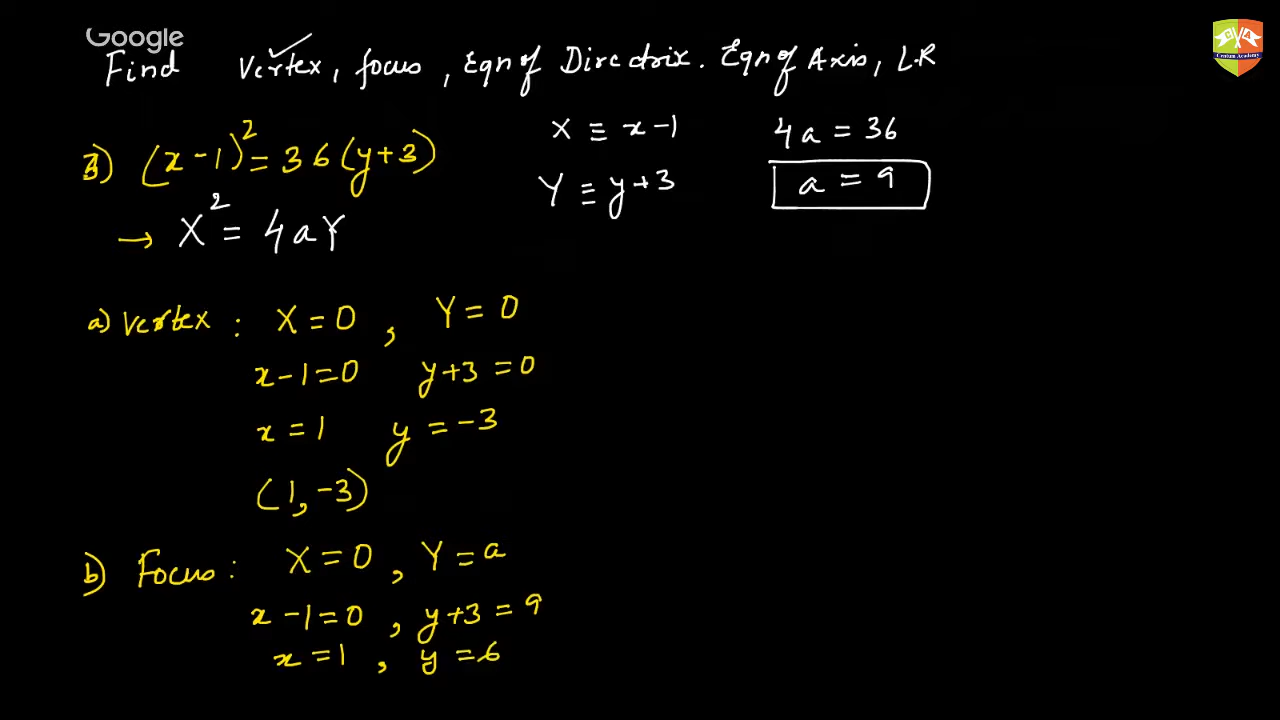 Google
Find Vertex, focus, Eqn of Directrix. Eqn of Axis, L.R
3) (x-1)² = 36(y+3)
X ≡ x-1
4a = 36
Y ≡ y+3
a = 9
→ X² = 4aY
a) Vertex : X = 0 , Y = 0
x-1=0 y+3 = 0
x = 1 y = -3
(1, -3)
b) Focus : X = 0 , Y = a
x-1=0 , y+3 = 9
x = 1 , y = 6
Centum Academy